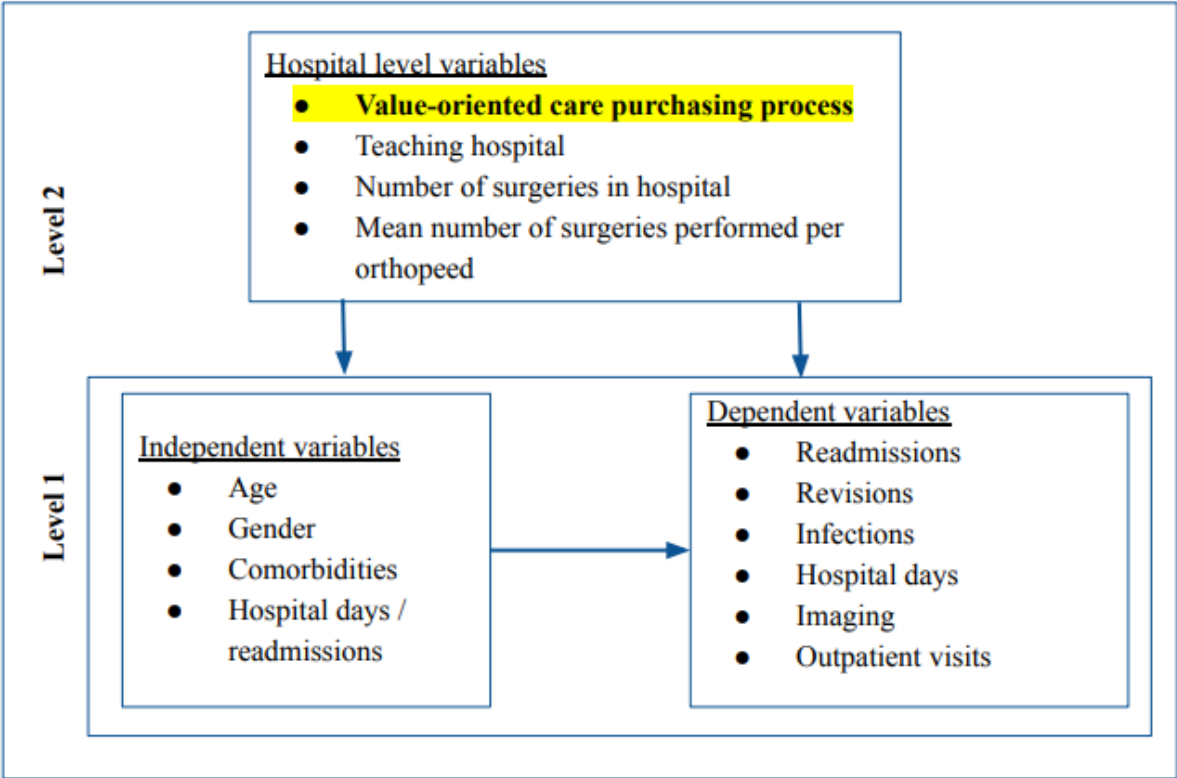 Level 2
Hospital level variables
● Value-oriented care purchasing process
● Teaching hospital
● Number of surgeries in hospital
● Mean number of surgeries performed per
orthopeed
Level 1
Independent variables
● Age
● Gender
● Comorbidities
● Hospital days /
readmissions
Dependent variables
● Readmissions
● Revisions
● Infections
● Hospital days
● Imaging
● Outpatient visits